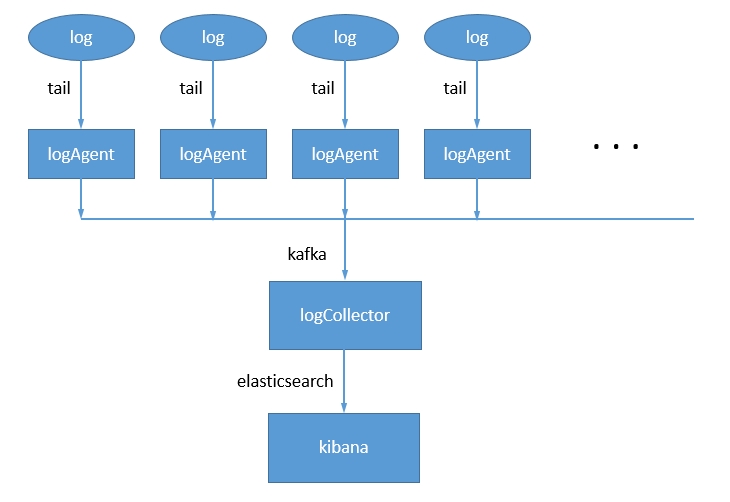 log log log log
tail tail tail tail
logAgent logAgent logAgent logAgent . . .
kafka
logCollector
elasticsearch
kibana